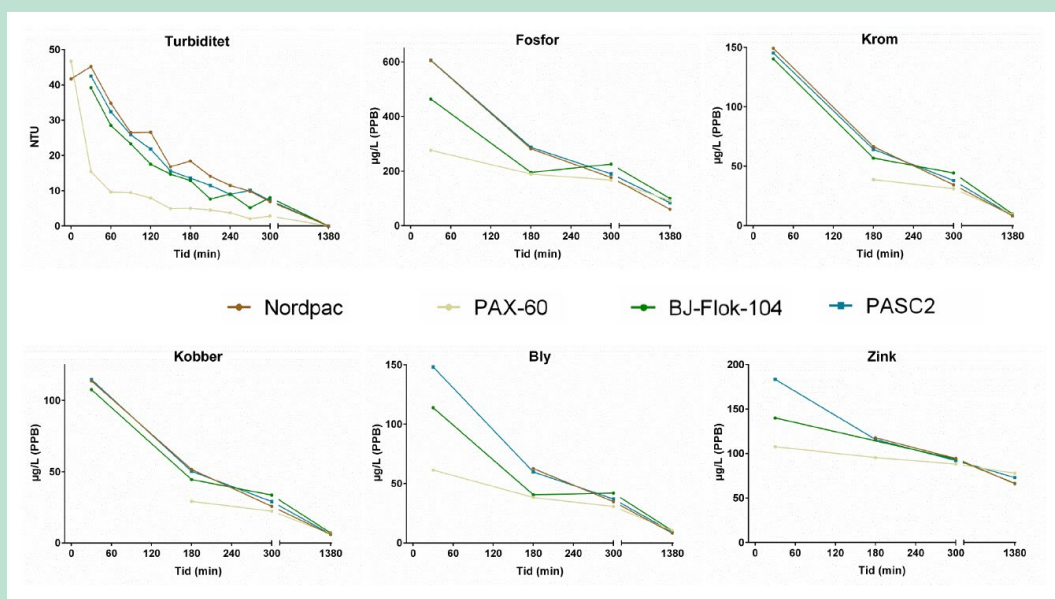 Turbiditet
50
40
30
20
10
0
NTU
0 60 120 180 240 300 1380
Tid (min)
Fosfor
600
400
200
0
µg/L (PPB)
0 60 120 180 240 300 1380
Tid (min)
Krom
150
100
50
0
µg/L (PPB)
0 60 120 180 240 300 1380
Tid (min)
Nordpac PAX-60 BJ-Flok-104 PASC2
Kobber
100
50
0
µg/L (PPB)
0 60 120 180 240 300 1380
Tid (min)
Bly
150
100
50
0
µg/L (PPB)
0 60 120 180 240 300 1380
Tid (min)
Zink
200
150
100
50
0
µg/L (PPB)
0 60 120 180 240 300 1380
Tid (min)